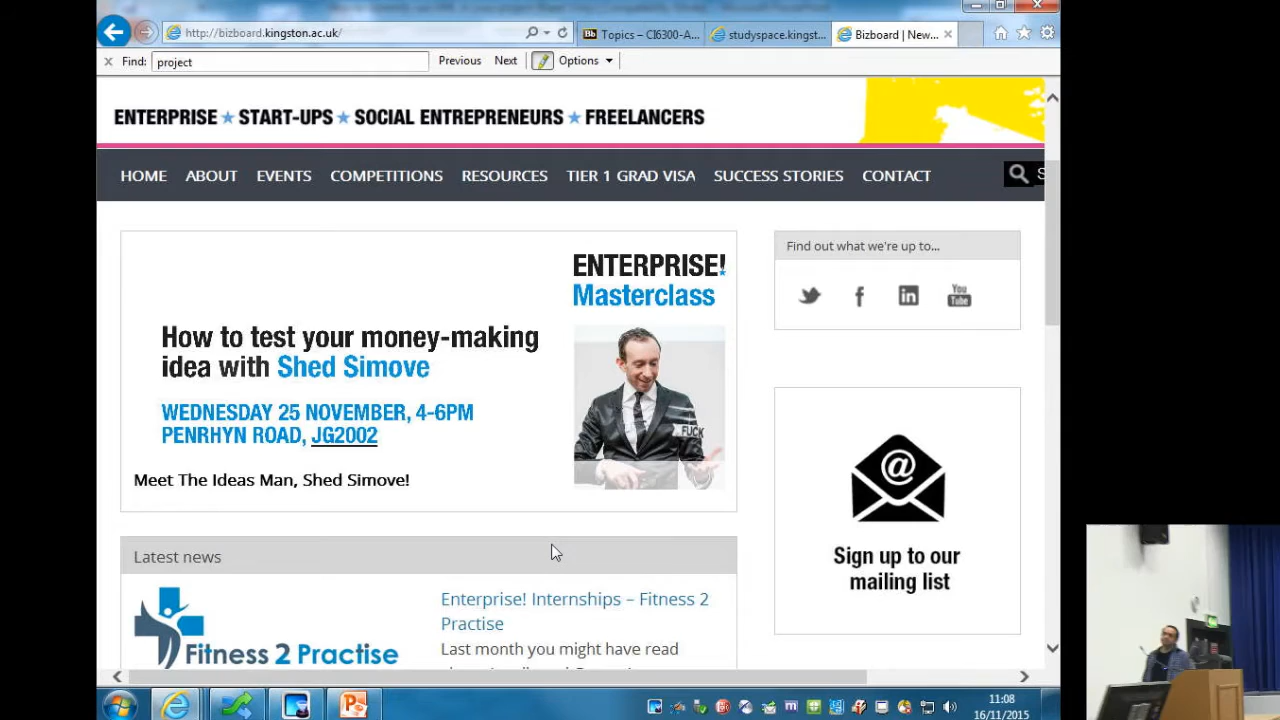 http://bizboard.kingston.ac.uk/
Topics – CI6300-A...
studyspace.kingst...
Bizboard | New...
Find: project
Previous Next Options
ENTERPRISE START-UPS SOCIAL ENTREPRENEURS FREELANCERS
HOME ABOUT EVENTS COMPETITIONS RESOURCES TIER 1 GRAD VISA SUCCESS STORIES CONTACT S
ENTERPRISE!
Masterclass
How to test your money-making
idea with Shed Simove
WEDNESDAY 25 NOVEMBER, 4-6PM
PENRHYN ROAD, JG2002
FUCK
Meet The Ideas Man, Shed Simove!
Find out what we're up to...
You
Tube
Sign up to our
mailing list
Latest news
Fitness 2 Practise
Enterprise! Internships – Fitness 2
Practise
Last month you might have read
11:08
16/11/2015